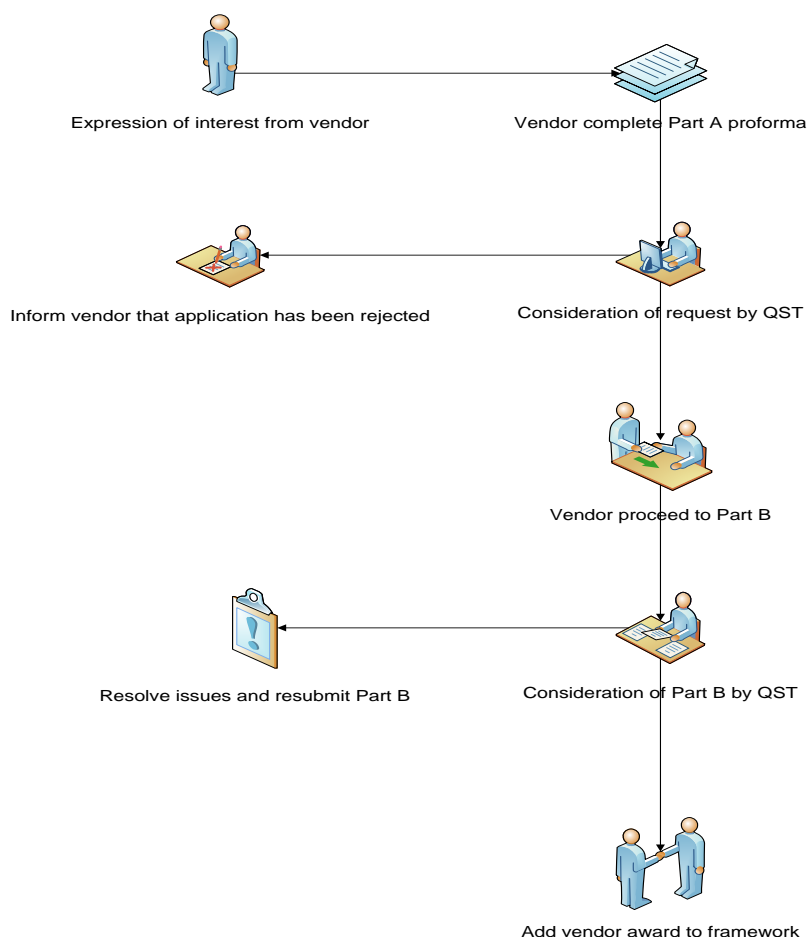 Expression of interest from vendor
Vendor complete Part A proforma
Inform vendor that application has been rejected
Consideration of request by QST
Vendor proceed to Part B
Resolve issues and resubmit Part B
Consideration of Part B by QST
Add vendor award to framework